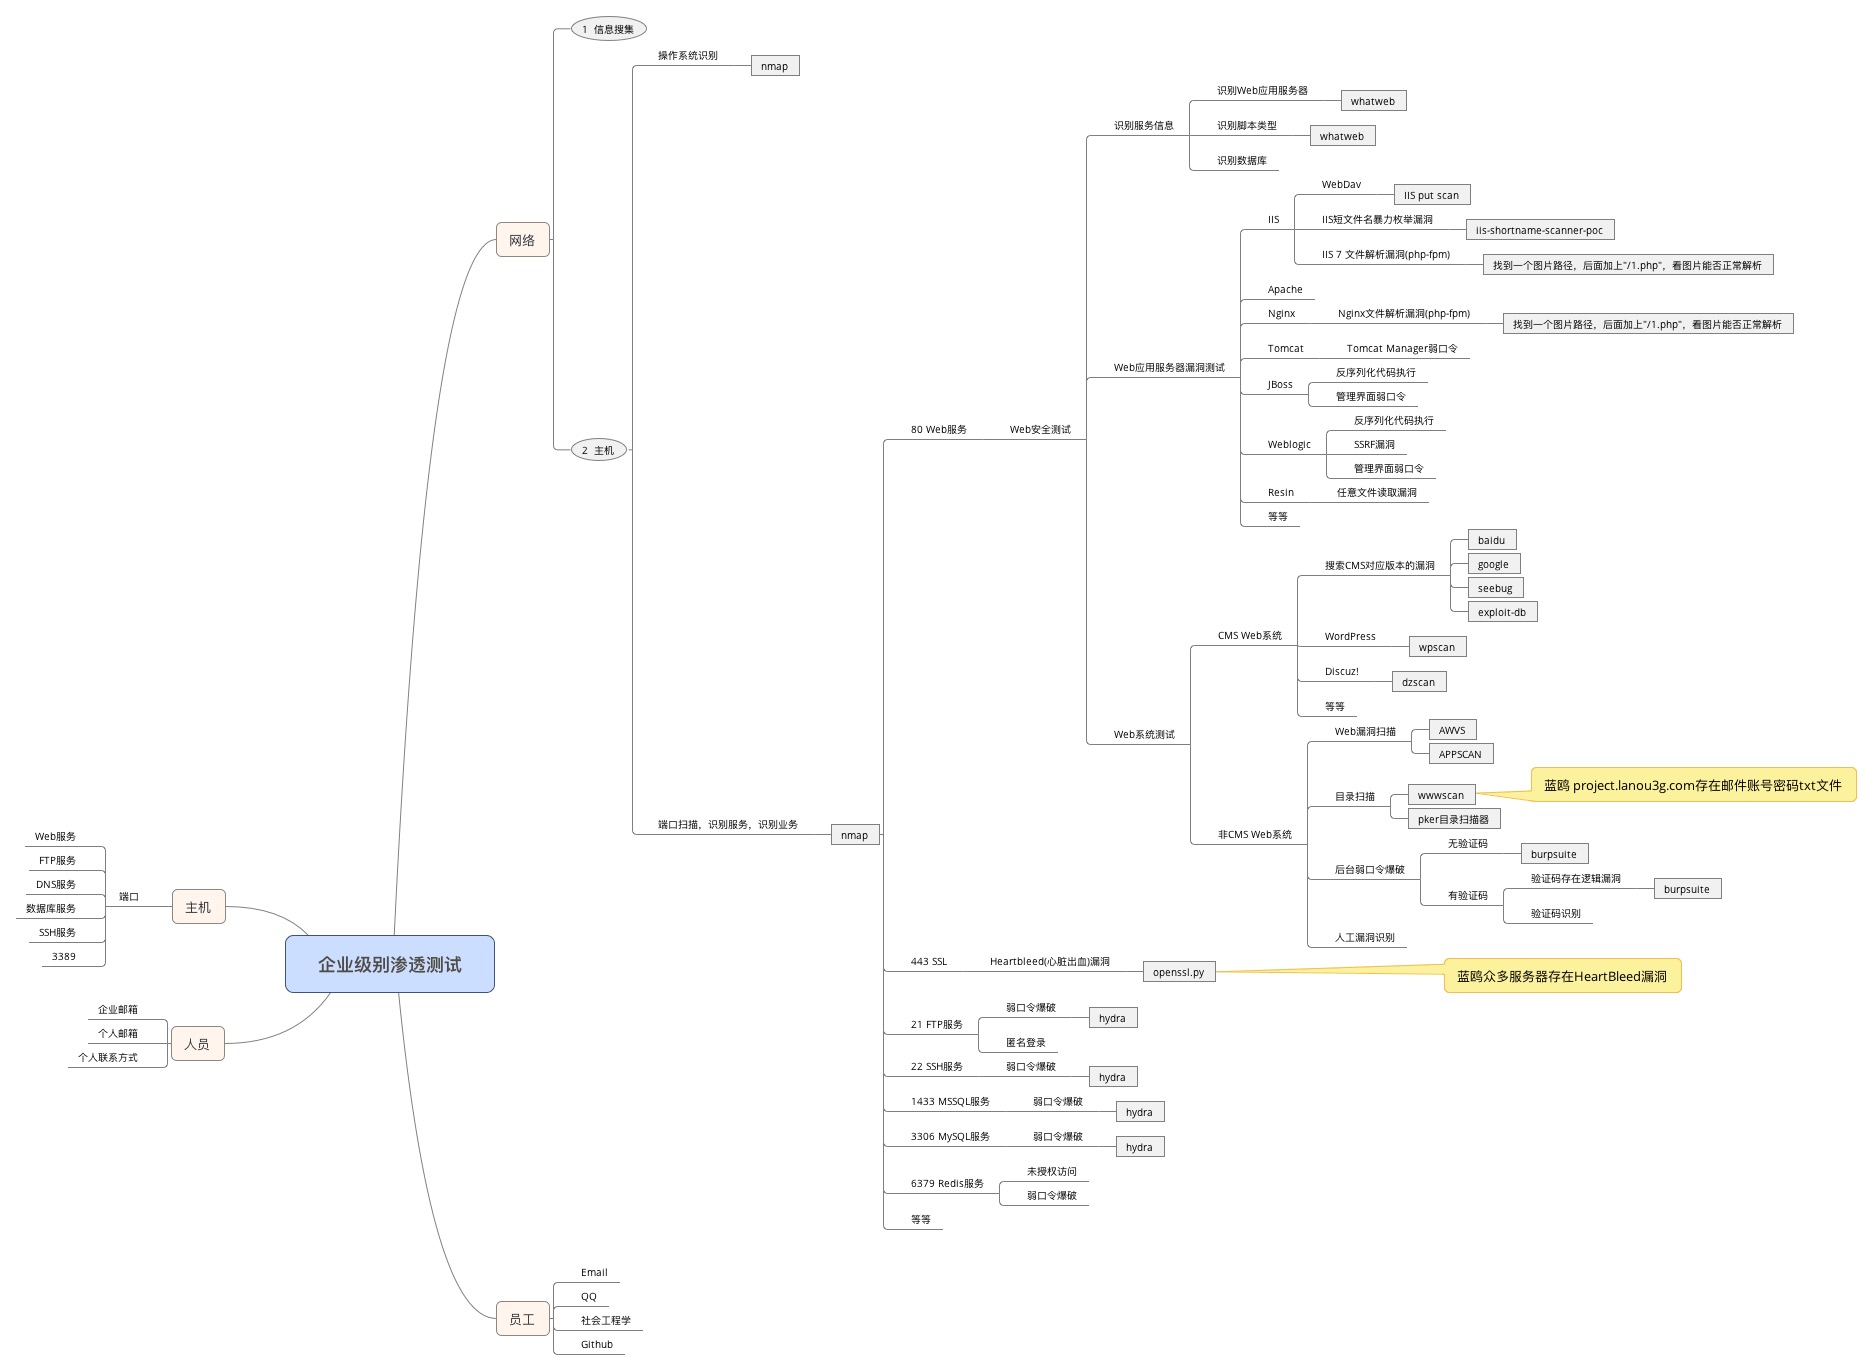 企业级别渗透测试
网络
1 信息搜集
2 主机
操作系统识别
nmap
端口扫描，识别服务，识别业务
nmap
80 Web服务
Web安全测试
识别服务信息
识别Web应用服务器
whatweb
识别脚本类型
whatweb
识别数据库
Web应用服务器漏洞测试
IIS
WebDav
IIS put scan
IIS短文件名暴力枚举漏洞
iis-shortname-scanner-poc
IIS 7 文件解析漏洞(php-fpm)
找到一个图片路径，后面加上"/1.php"，看图片能否正常解析
Apache
Nginx
Nginx文件解析漏洞(php-fpm)
找到一个图片路径，后面加上"/1.php"，看图片能否正常解析
Tomcat
Tomcat Manager弱口令
JBoss
反序列化代码执行
管理界面弱口令
Weblogic
反序列化代码执行
SSRF漏洞
管理界面弱口令
Resin
任意文件读取漏洞
等等
Web系统测试
CMS Web系统
搜索CMS对应版本的漏洞
baidu
google
seebug
exploit-db
WordPress
wpscan
Discuz!
dzscan
等等
非CMS Web系统
Web漏洞扫描
AWVS
APPSCAN
目录扫描
wwwscan
蓝鸥 project.lanou3g.com存在邮件账号密码txt文件
pker目录扫描器
后台弱口令爆破
无验证码
burpsuite
有验证码
验证码存在逻辑漏洞
burpsuite
验证码识别
人工漏洞识别
443 SSL
Heartbleed(心脏出血)漏洞
openssl.py
蓝鸥众多服务器存在HeartBleed漏洞
21 FTP服务
弱口令爆破
hydra
匿名登录
22 SSH服务
弱口令爆破
hydra
1433 MSSQL服务
弱口令爆破
hydra
3306 MySQL服务
弱口令爆破
hydra
6379 Redis服务
未授权访问
弱口令爆破
等等
员工
Email
QQ
社会工程学
Github
主机
端口
Web服务
FTP服务
DNS服务
数据库服务
SSH服务
3389
人员
企业邮箱
个人邮箱
个人联系方式